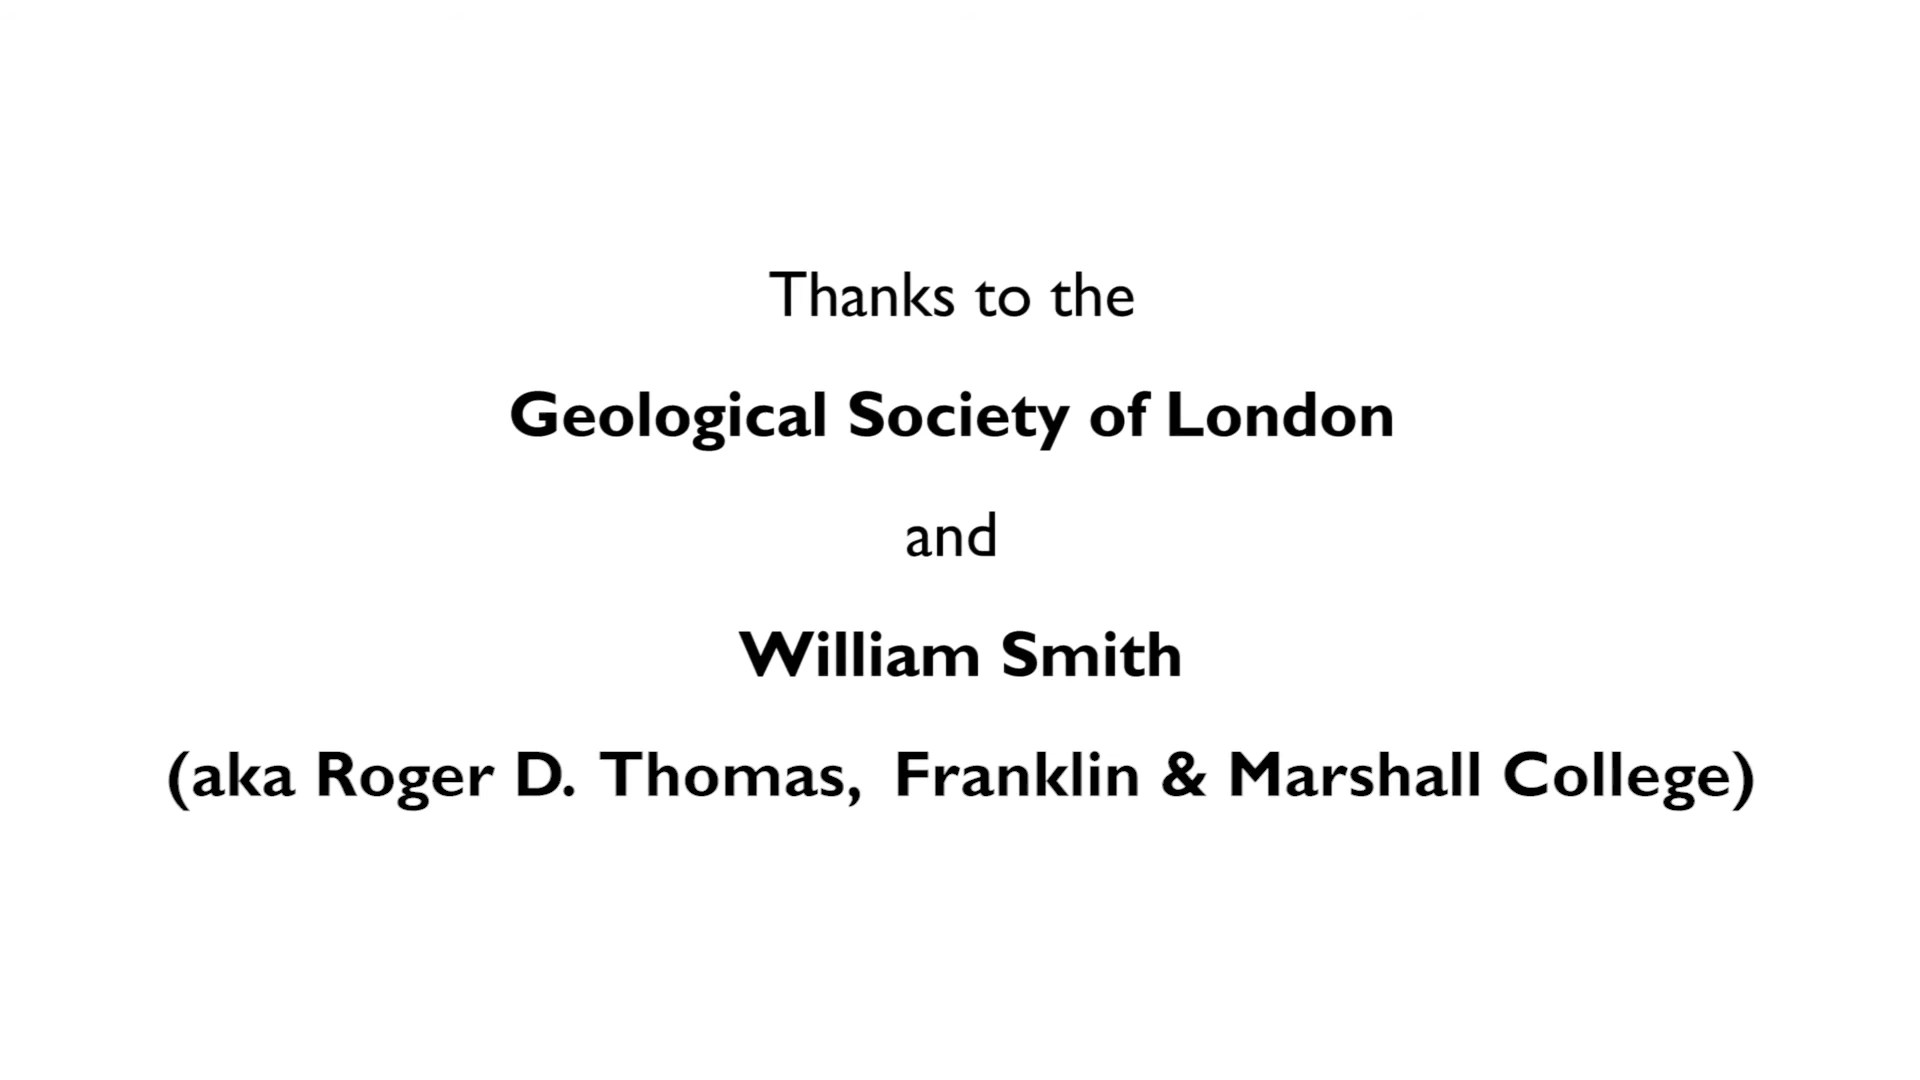 Thanks to the
Geological Society of London
and
William Smith
(aka Roger D. Thomas, Franklin & Marshall College)